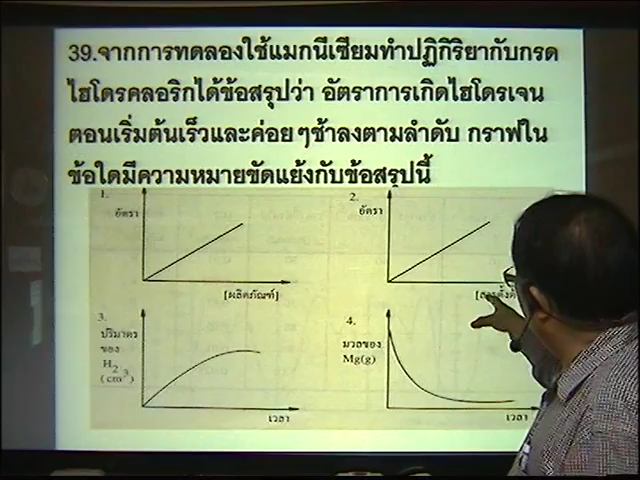 39.จากการทดลองใช้แมกนีเซียมทำปฏิกิริยากับกรด
ไฮโดรคลอริกได้ข้อสรุปว่า อัตราการเกิดไฮโดรเจน
ตอนเริ่มต้นเร็วและค่อยๆช้าลงตามลำดับ กราฟใน
ข้อใดมีความหมายขัดแย้งกับข้อสรุปนี้
1.
อัตรา
[ผลิตภัณฑ์]
2.
อัตรา
3.
ปริมาตร
ของ
H2
(cm3)
เวลา
4.
มวลของ
Mg(g)
เวลา